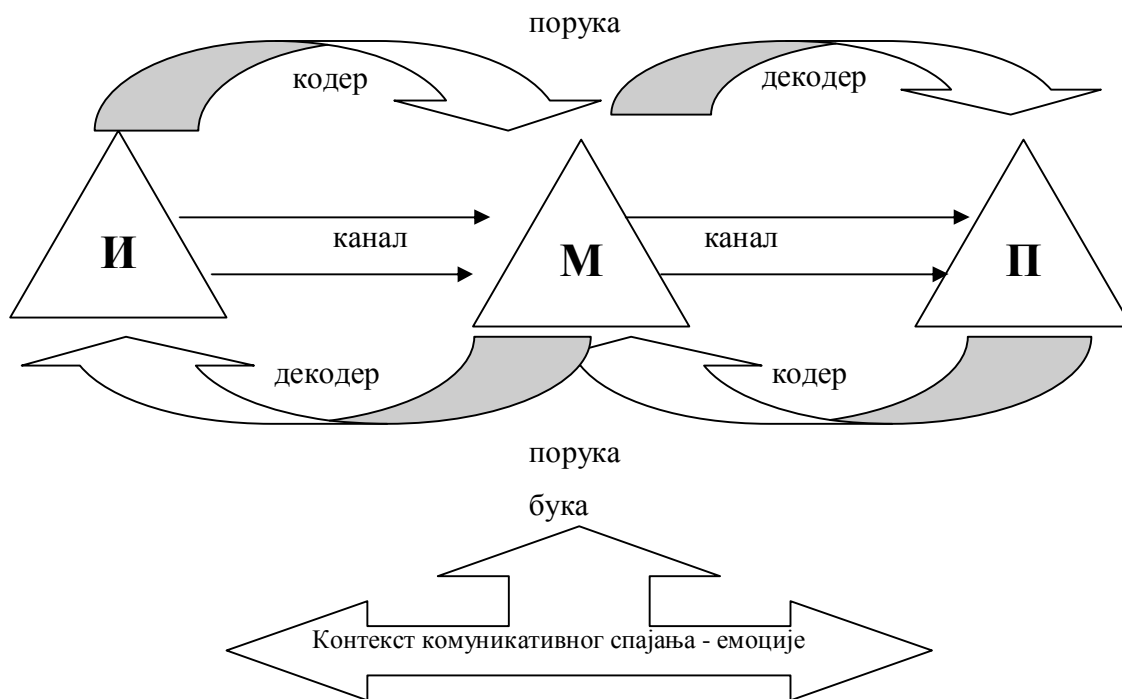 порука
кодер
декодер
канал
канал
И
М
П
декодер
кодер
порука
бука
Контекст комуникативног спајања - емоције